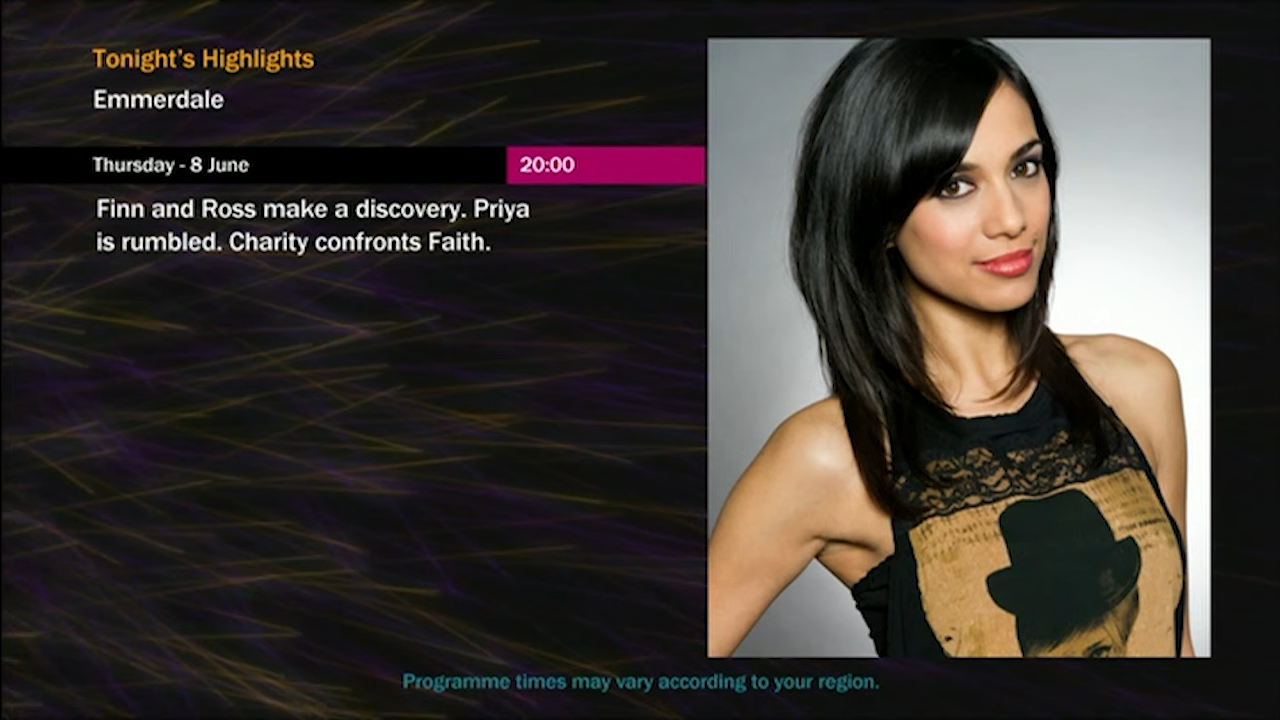 Tonight's Highlights
Emmerdale
Thursday - 8 June 20:00
Finn and Ross make a discovery. Priya
is rumbled. Charity confronts Faith.
Programme times may vary according to your region.